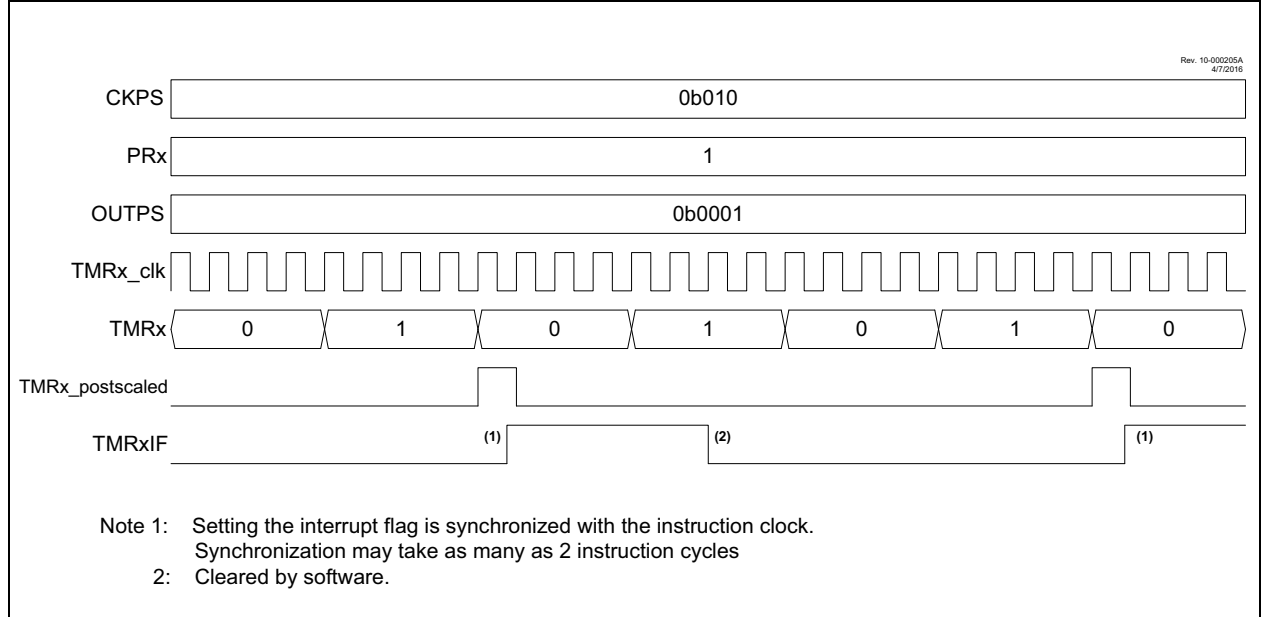 Rev. 10-000205A
4/7/2016
CKPS 0b010
PRx 1
OUTPS 0b0001
TMRx_clk
TMRx 0 1 0 1 0 1 0
TMRx_postscaled
TMRxIF (1) (2) (1)
Note 1: Setting the interrupt flag is synchronized with the instruction clock.
Synchronization may take as many as 2 instruction cycles
2: Cleared by software.